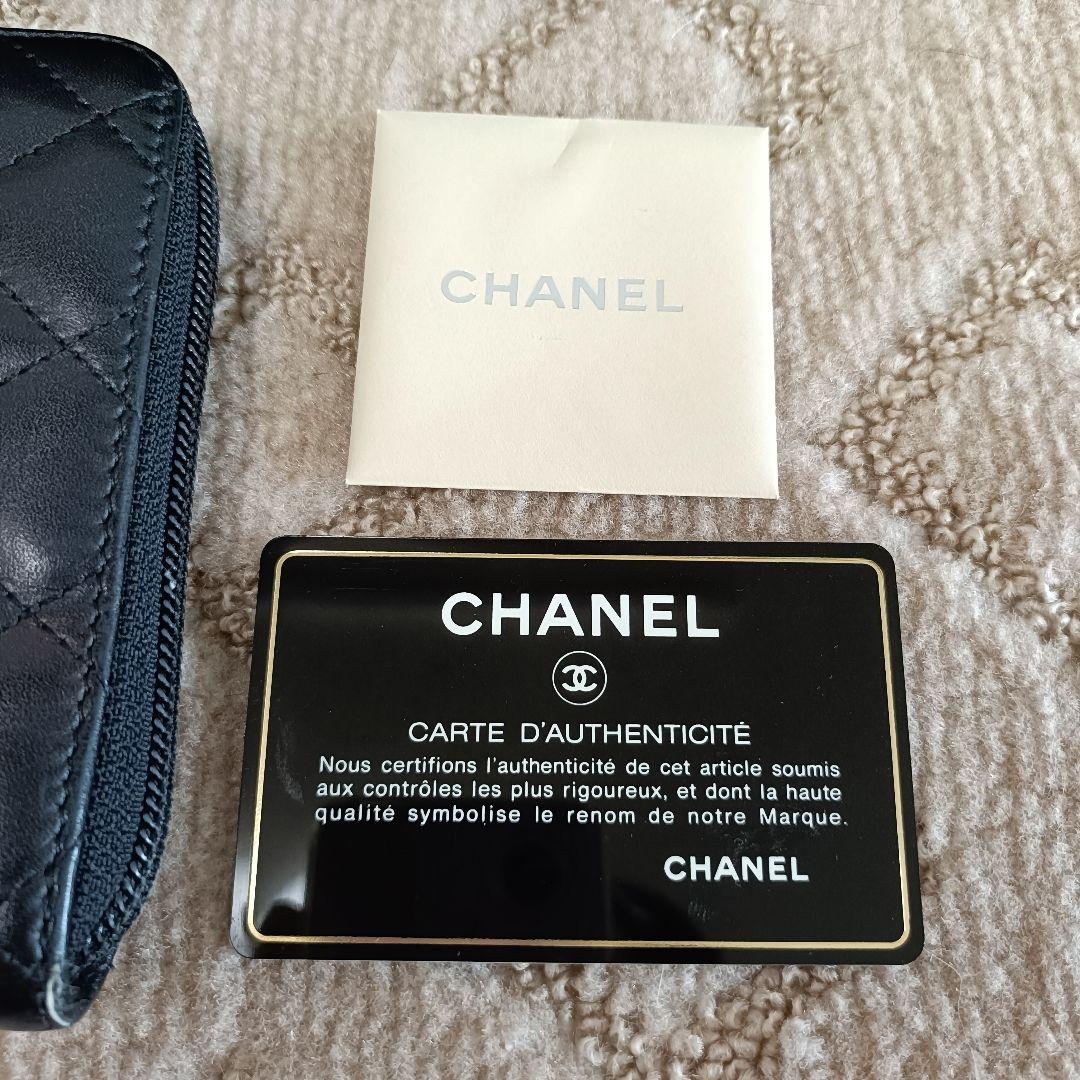 CHANEL
CHANEL
CARTE D'AUTHENTICITÉ
Nous certifions l'authenticité de cet article soumis
aux contrôles les plus rigoureux, et dont la haute
qualité symbolise le renom de notre Marque.
CHANEL